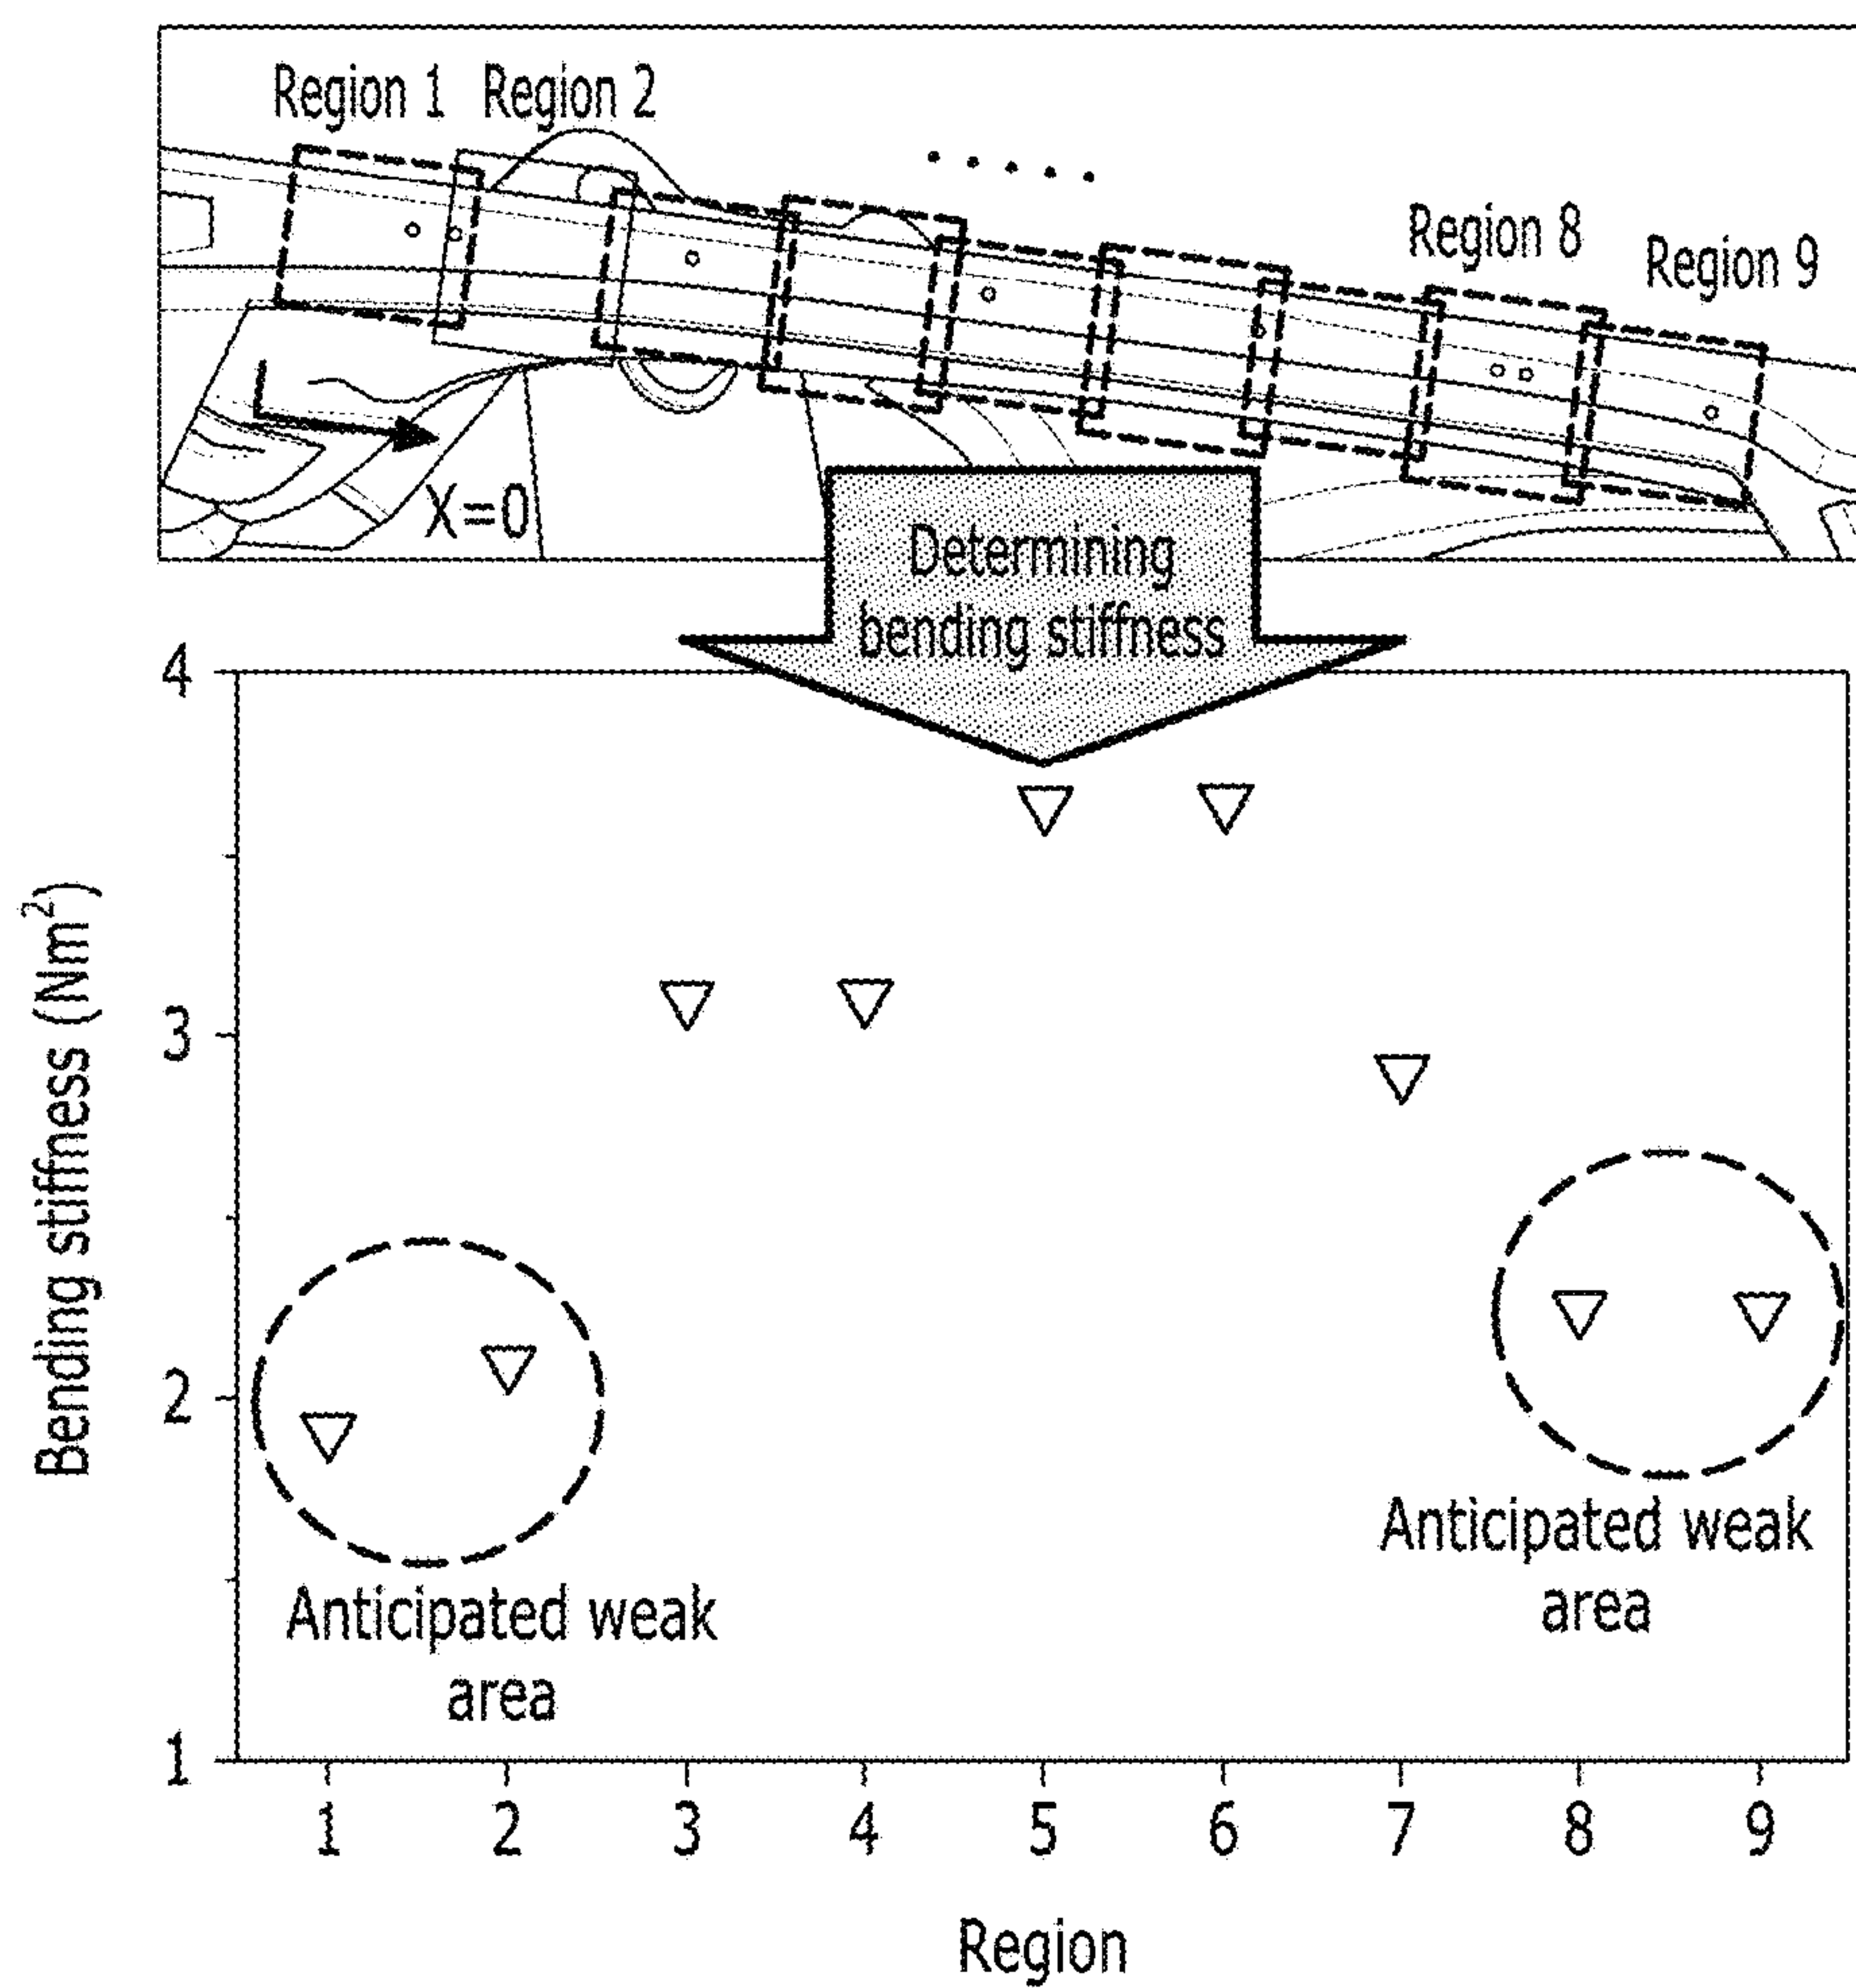 Region 1 Region 2
Region 8
Region 9
X=0
Determining
bending stiffness
Bending stiffness (Nm²)
4
3
2
1
Anticipated weak
area
Anticipated weak
area
1 2 3 4 5 6 7 8 9
Region